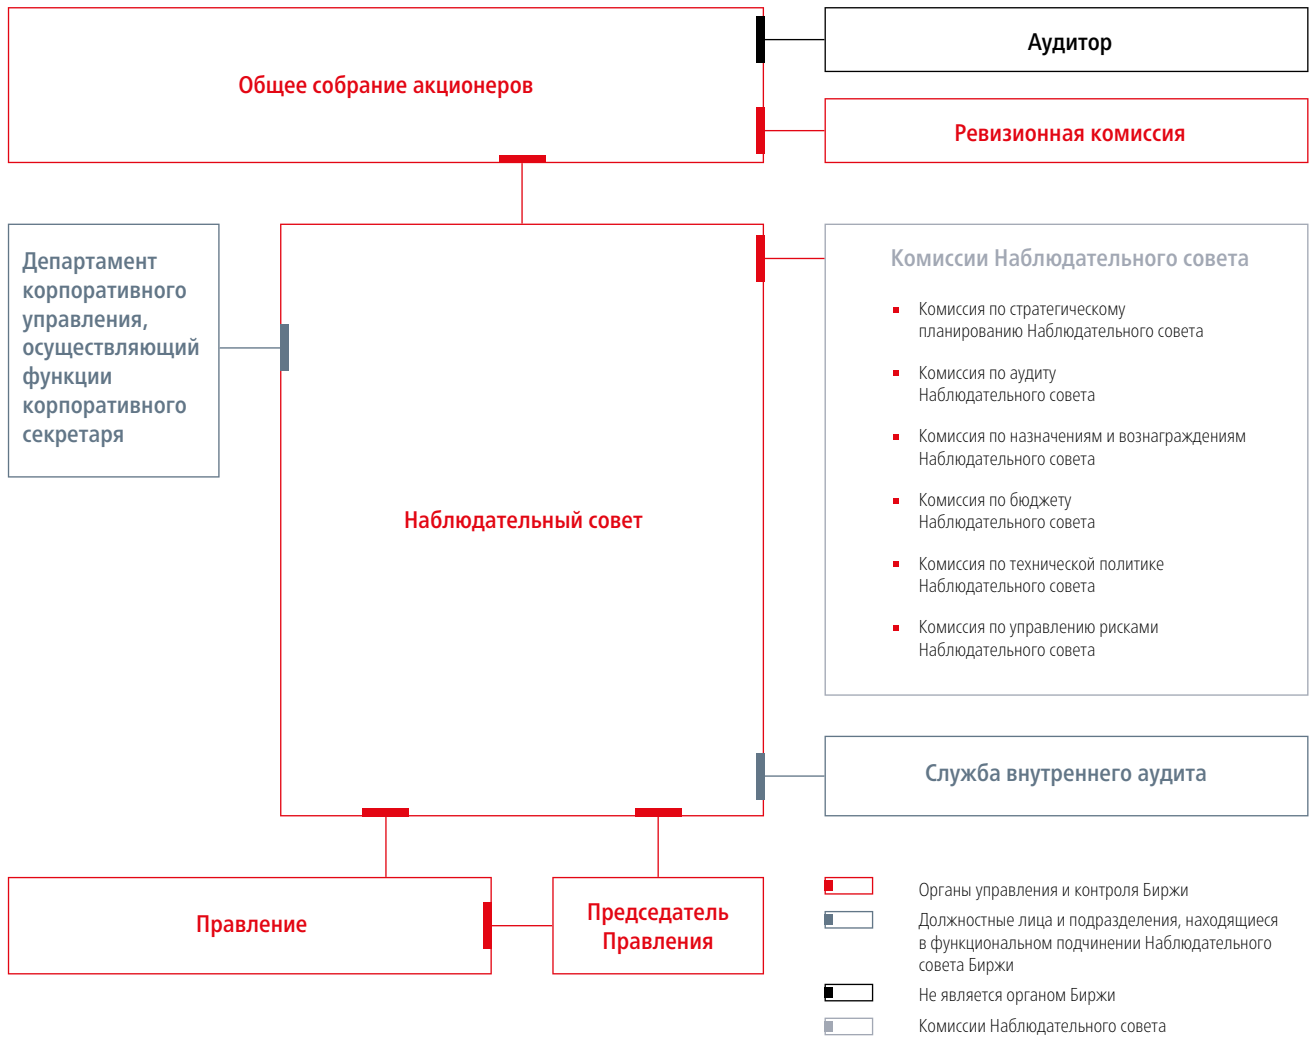 Общее собрание акционеров
Аудитор
Ревизионная комиссия
Департамент
корпоративного
управления,
осуществляющий
функции
корпоративного
секретаря
Наблюдательный совет
Комиссии Наблюдательного совета
Комиссия по стратегическому
планированию Наблюдательного совета
Комиссия по аудиту
Наблюдательного совета
Комиссия по назначениям и вознаграждениям
Наблюдательного совета
Комиссия по бюджету
Наблюдательного совета
Комиссия по технической политике
Наблюдательного совета
Комиссия по управлению рисками
Наблюдательного совета
Служба внутреннего аудита
Правление
Председатель
Правления
Органы управления и контроля Биржи
Должностные лица и подразделения, находящиеся
в функциональном подчинении Наблюдательного
совета Биржи
Не является органом Биржи
Комиссии Наблюдательного совета